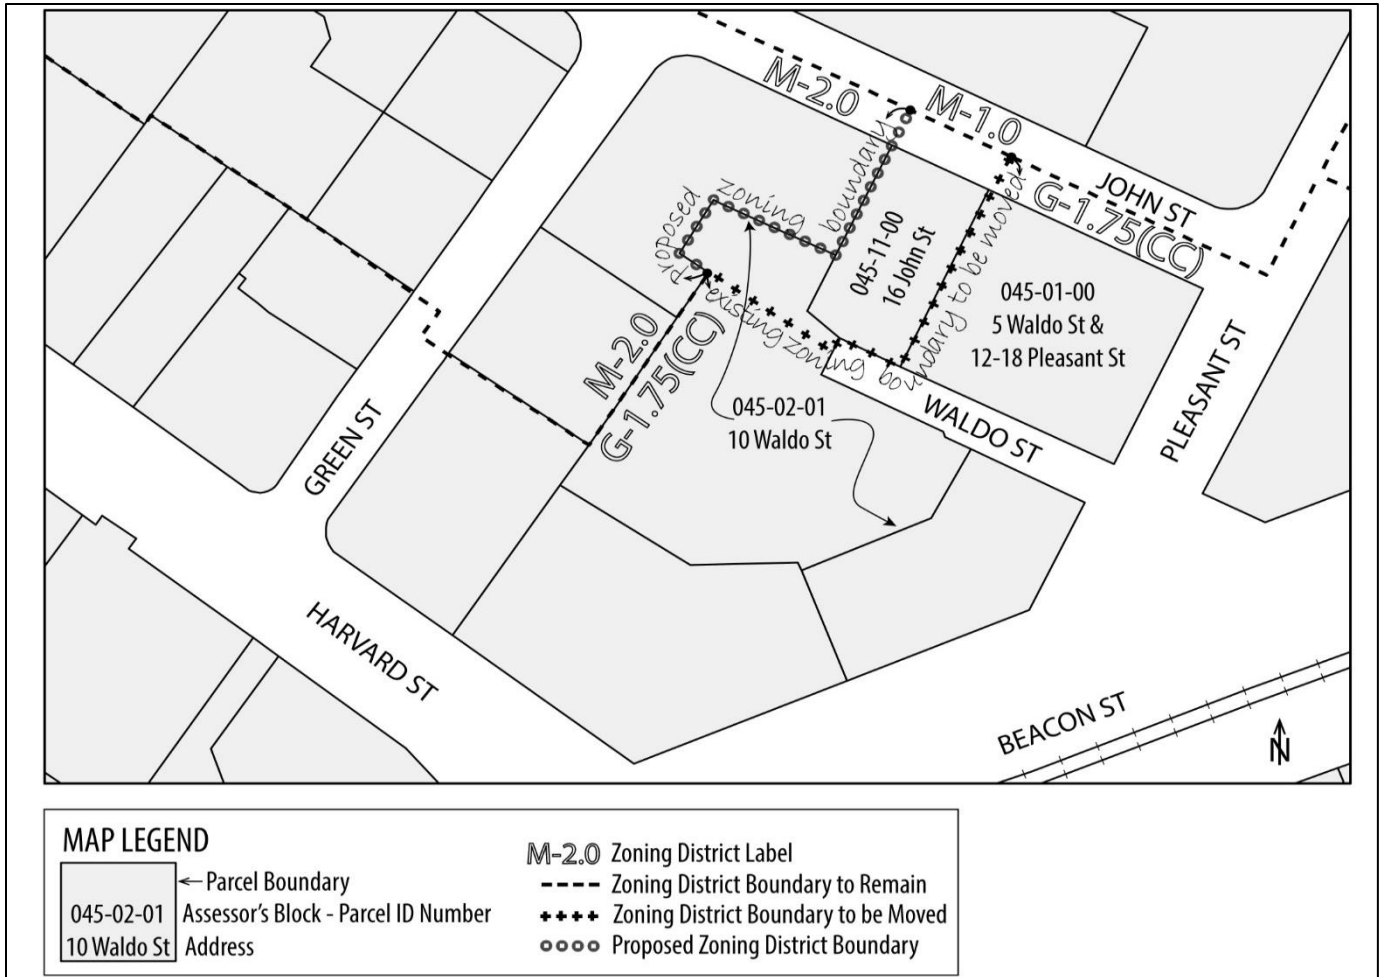 M-2.0
M-1.0
JOHN ST
G-1.75(CC)
proposed zoning boundary
045-11-00
16 John St
existing zoning boundary to be moved
045-01-00
5 Waldo St &
12-18 Pleasant St
M-2.0
G-1.75(CC)
045-02-01
10 Waldo St
WALDO ST
PLEASANT ST
GREEN ST
HARVARD ST
BEACON ST
N
MAP LEGEND
Parcel Boundary
045-02-01 Assessor's Block - Parcel ID Number
10 Waldo St Address
M-2.0 Zoning District Label
Zoning District Boundary to Remain
Zoning District Boundary to be Moved
Proposed Zoning District Boundary